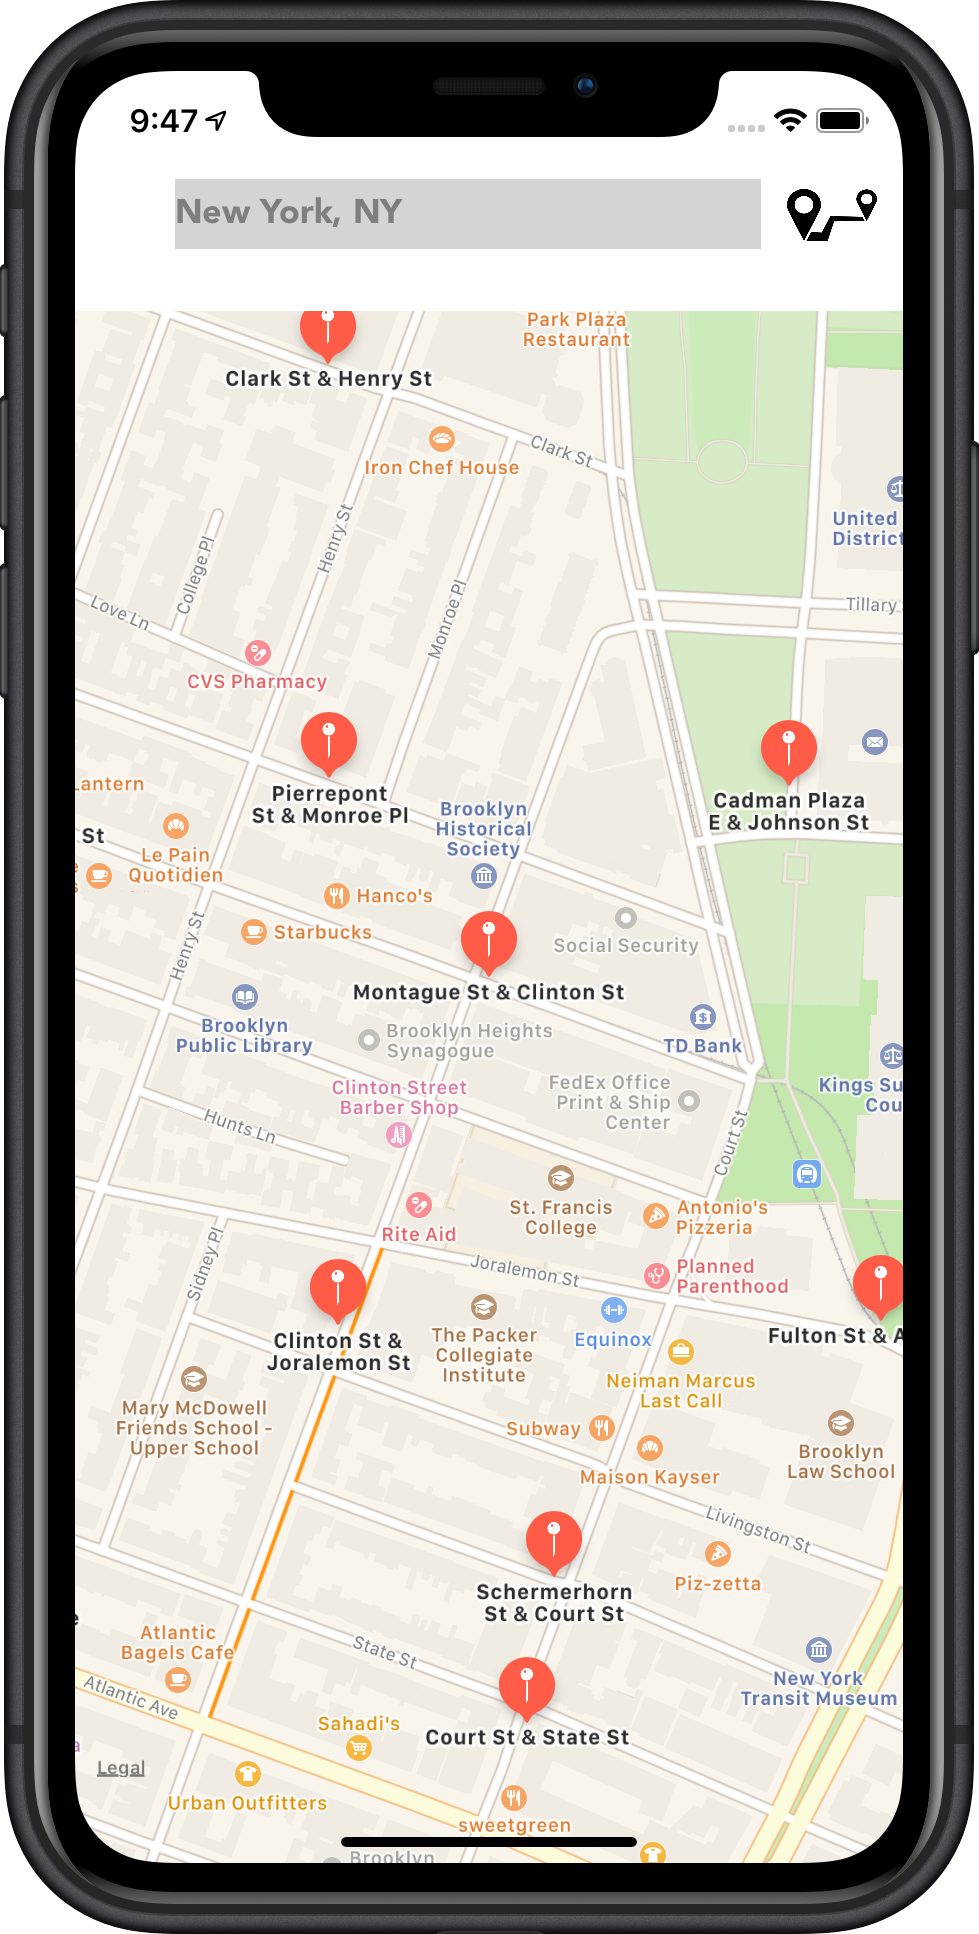 9:47
New York, NY
Park Plaza
Restaurant
Clark St & Henry St
Clark St
Iron Chef House
United
District
Henry St
College Pl
Monroe Pl
Love Ln
Tillary
CVS Pharmacy
Lantern
Pierrepont
St & Monroe Pl
Cadman Plaza
E & Johnson St
Brooklyn
Historical
Society
St
Le Pain
Quotidien
Hanco's
Starbucks
Henry St
Social Security
Montague St & Clinton St
Brooklyn
Public Library
Brooklyn Heights
Synagogue
TD Bank
Kings Su
Cou
Clinton Street
Barber Shop
FedEx Office
Print & Ship
Center
Hunts Ln
Court St
St. Francis
College
Antonio's
Pizzeria
Rite Aid
Sidney Pl
Joralemon St
Planned
Parenthood
Clinton St &
Joralemon St
The Packer
Collegiate
Institute
Equinox
Fulton St & A
Neiman Marcus
Last Call
Mary McDowell
Friends School -
Upper School
Subway
Maison Kayser
Brooklyn
Law School
Livingston St
Piz-zetta
Schermerhorn
St & Court St
Atlantic
Bagels Cafe
State St
New York
Transit Museum
Atlantic Ave
Sahadi's
Court St & State St
Legal
Urban Outfitters
sweetgreen
Brooklyn